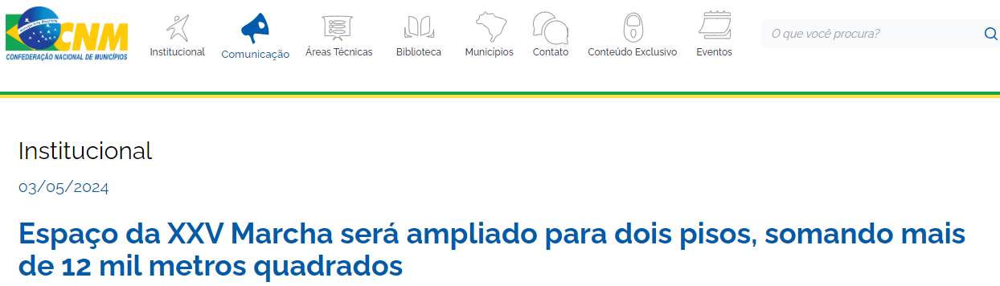 CNM
CONFEDERAÇÃO NACIONAL DE MUNICÍPIOS
Institucional
Comunicação
Áreas Técnicas
Biblioteca
Municípios
Contato
Conteúdo Exclusivo
Eventos
O que você procura?
Institucional
03/05/2024
Espaço da XXV Marcha será ampliado para dois pisos, somando mais
de 12 mil metros quadrados